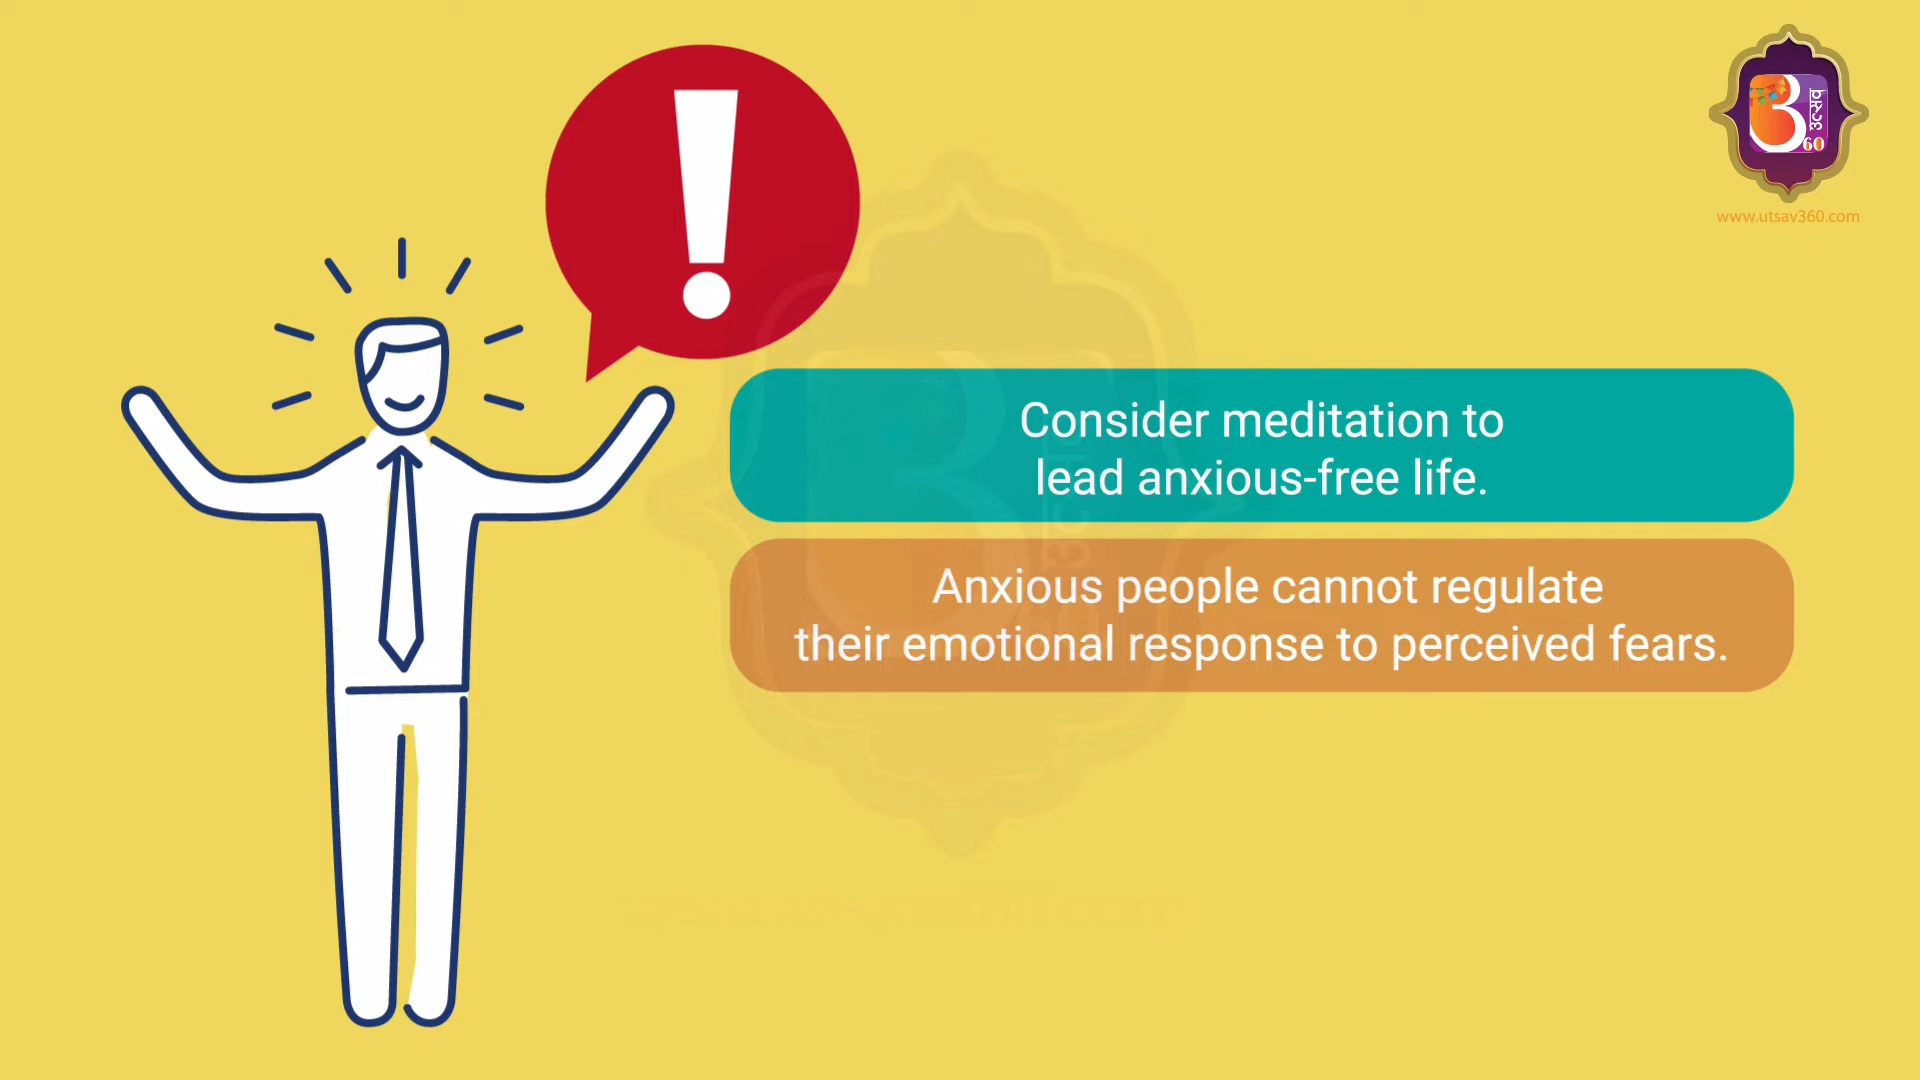 उत्सव
60
www.utsav360.com
Consider meditation to
lead anxious-free life.
Anxious people cannot regulate
their emotional response to perceived fears.